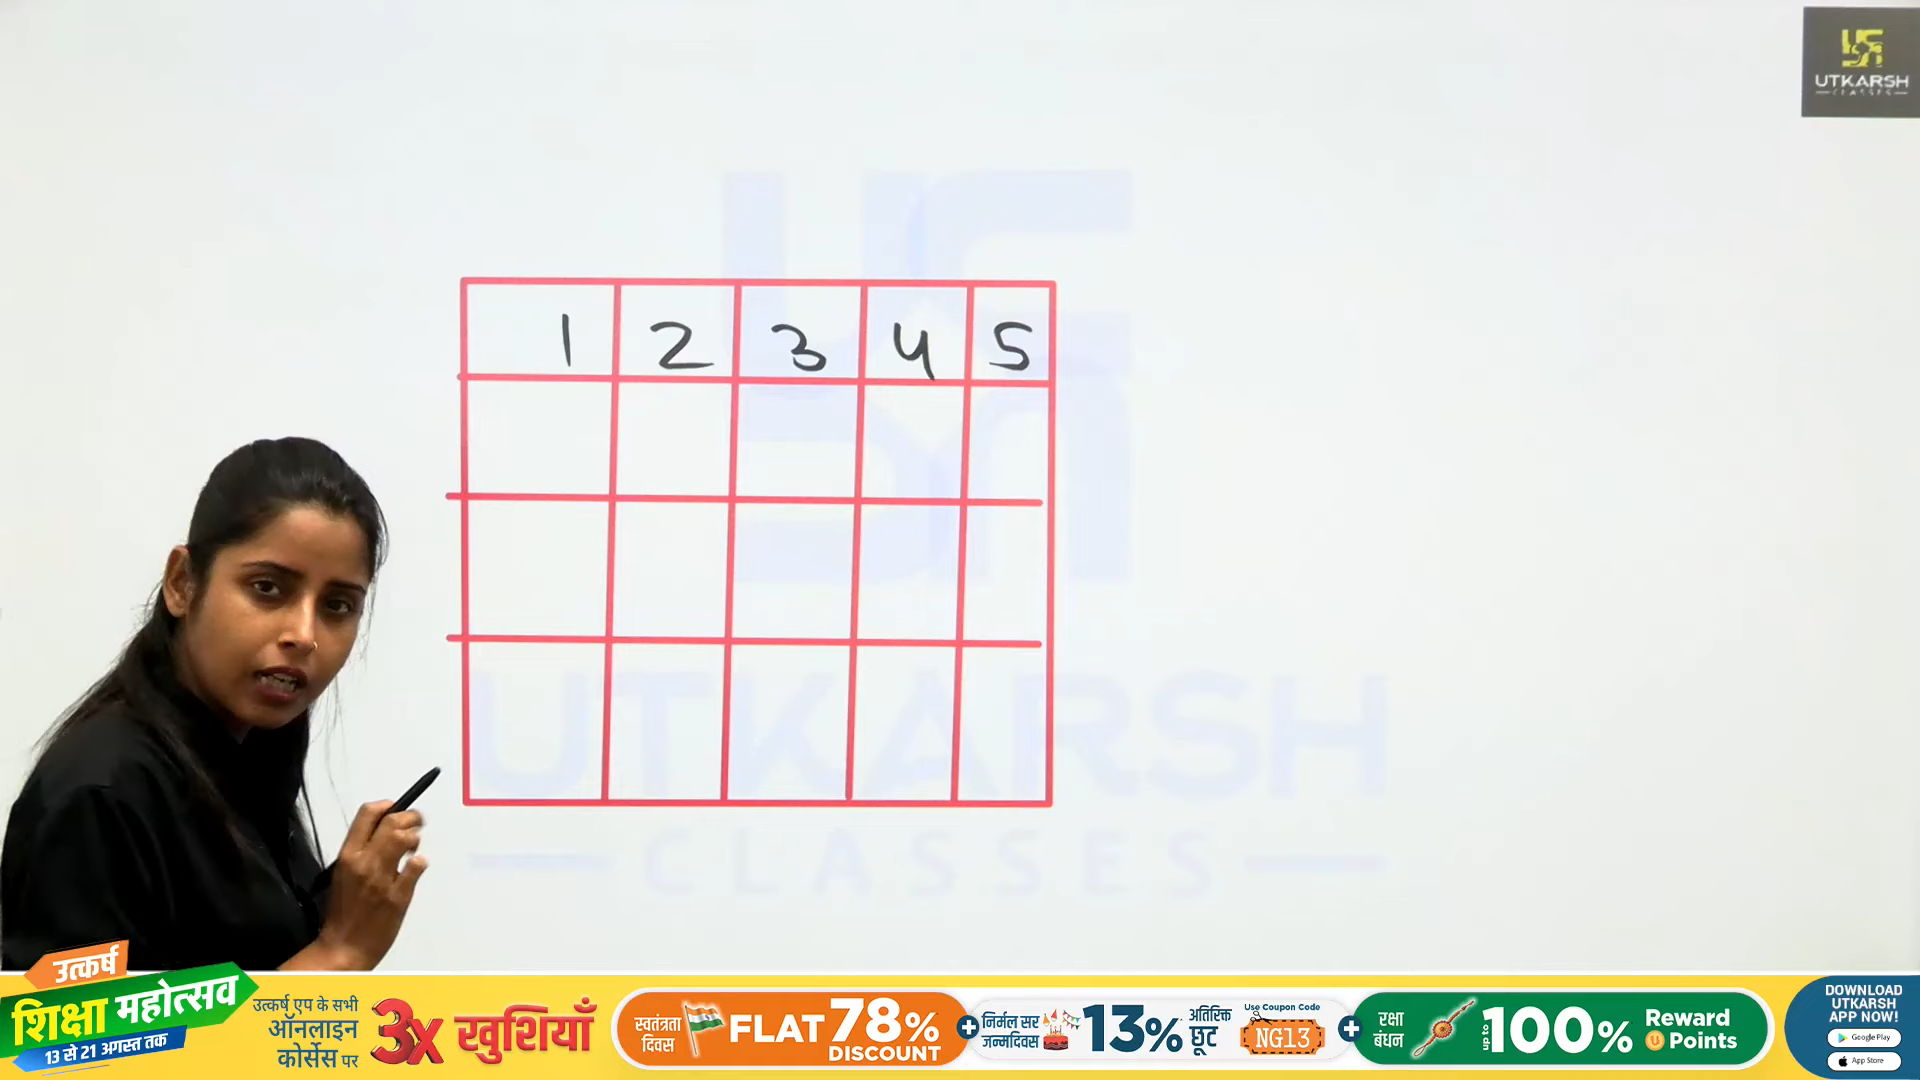 UTKARSH
CLASSES
1 2 3 4 5
UTKARSH
CLASSES
उत्कर्ष
शिक्षा महोत्सव
13 से 21 अगस्त तक
उत्कर्ष एप के सभी
ऑनलाइन
कोर्सेस पर
3x खुशियाँ
स्वतंत्रता
दिवस
FLAT 78%
DISCOUNT
+
निर्मल सर
जन्मदिवस
13%
अतिरिक्त
छूट
Use Coupon Code
NG13
+
रक्षा
बंधन
up to
100%
Reward
Points
DOWNLOAD
UTKARSH
APP NOW!
Google Play
App Store